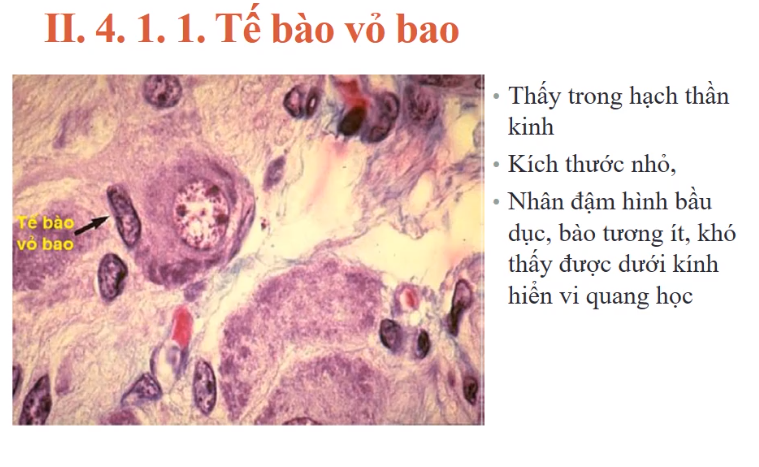 II. 4. 1. 1. Tế bào vỏ bao
Tế bào
vỏ bao
• Thấy trong hạch thần
kinh
• Kích thước nhỏ,
• Nhân đậm hình bầu
dục, bào tương ít, khó
thấy được dưới kính
hiển vi quang học